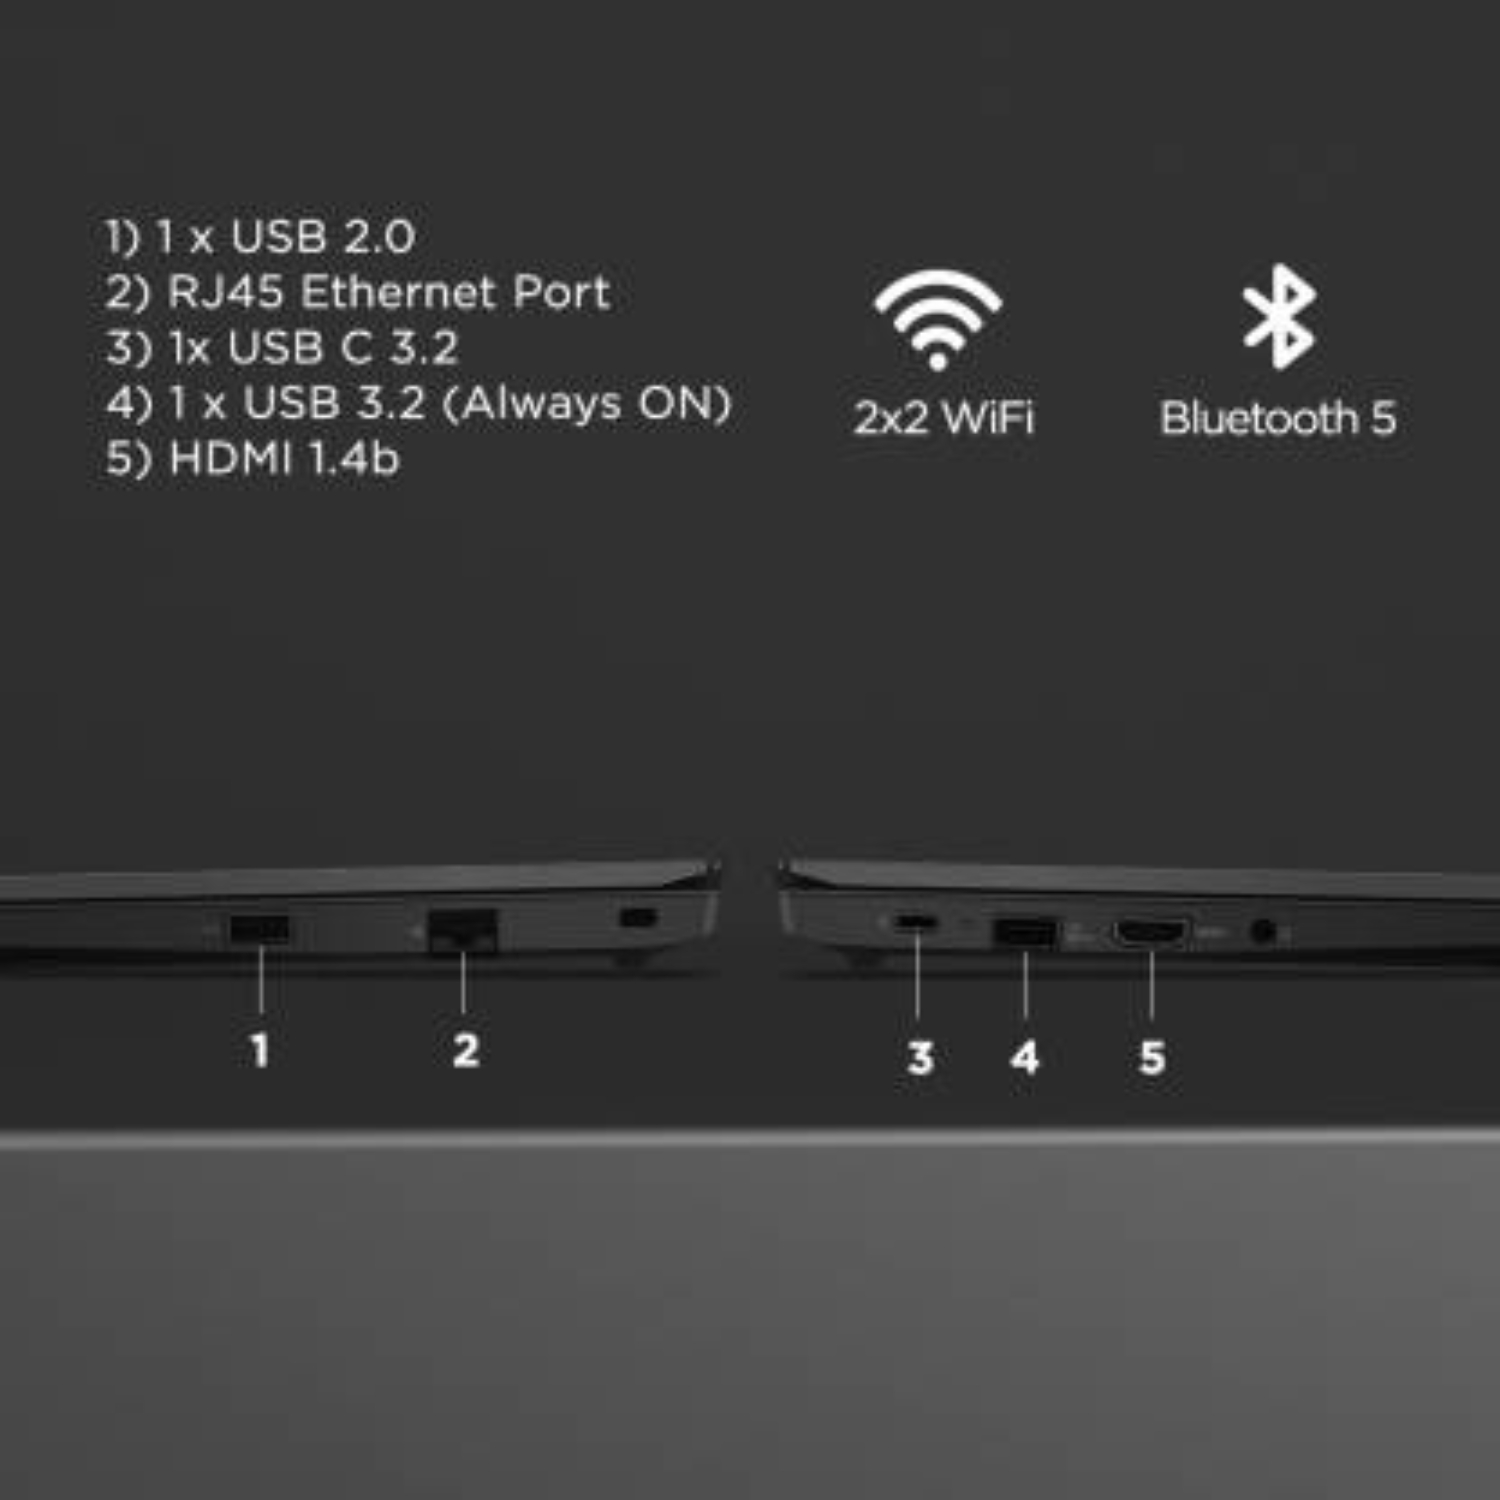 1) 1 x USB 2.0
2) RJ45 Ethernet Port
3) 1x USB C 3.2
4) 1 x USB 3.2 (Always ON)
5) HDMI 1.4b
2x2 WiFi
Bluetooth 5
1
2
3
4
5